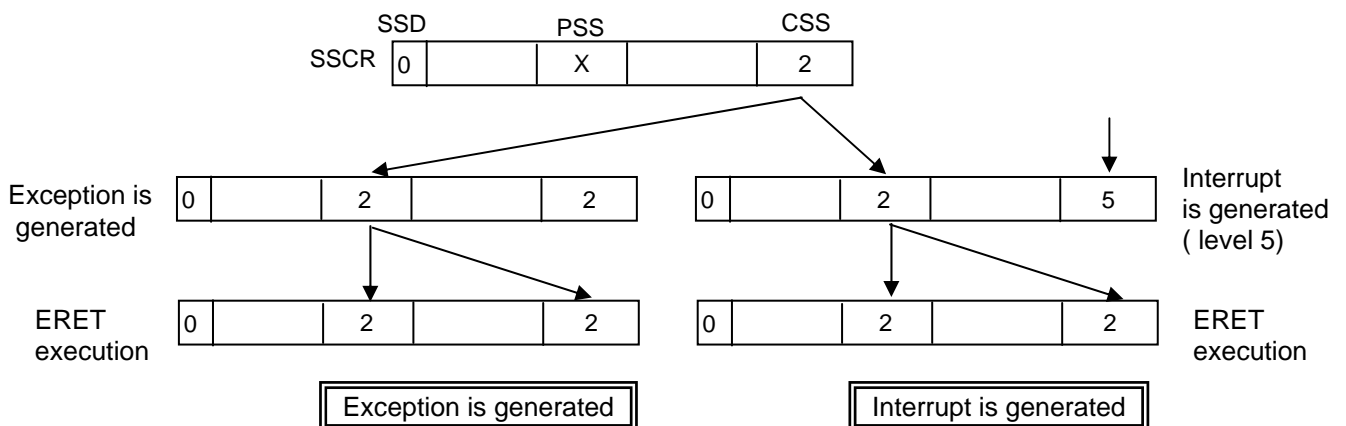 SSD PSS CSS
SSCR 0 X 2
Exception is
generated
0 2 2
0 2 5
Interrupt
is generated
( level 5)
ERET
execution
0 2 2
0 2 2
ERET
execution
Exception is generated
Interrupt is generated